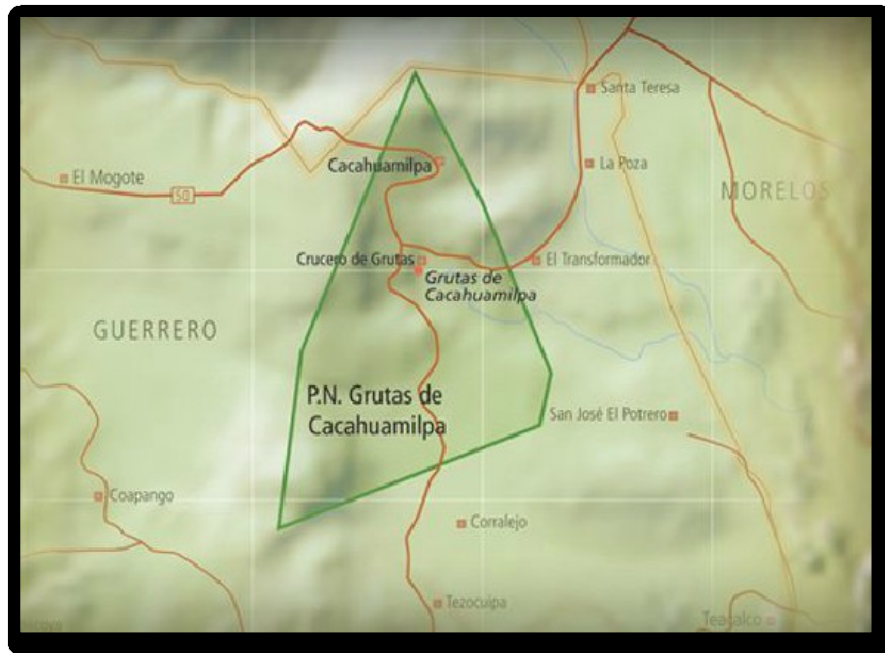 Santa Teresa
Cacahuamilpa
La Poza
El Mogote
50
MORELOS
Crucero de Grutas
El Transformador
Grutas de
Cacahuamilpa
GUERRERO
P.N. Grutas de
Cacahuamilpa
San José El Potrero
Coapango
Corralejo
Tezocuipa
Teacalco